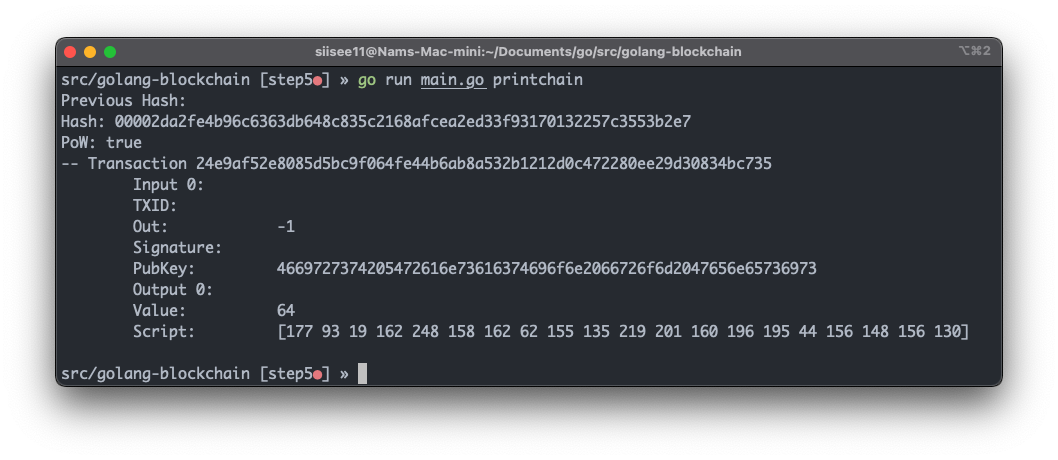 siisee11@Nams-Mac-mini:~/Documents/go/src/golang-blockchain ⌥⌘2
src/golang-blockchain [step5●] » go run main.go printchain
Previous Hash:
Hash: 00002da2fe4b96c6363db648c835c2168afcea2ed33f93170132257c3553b2e7
PoW: true
-- Transaction 24e9af52e8085d5bc9f064fe44b6ab8a532b1212d0c472280ee29d30834bc735
Input 0:
TXID:
Out: -1
Signature:
PubKey: 4669727374205472616e73616374696f6e2066726f6d2047656e65736973
Output 0:
Value: 64
Script: [177 93 19 162 248 158 162 62 155 135 219 201 160 196 195 44 156 148 156 130]
src/golang-blockchain [step5●] »